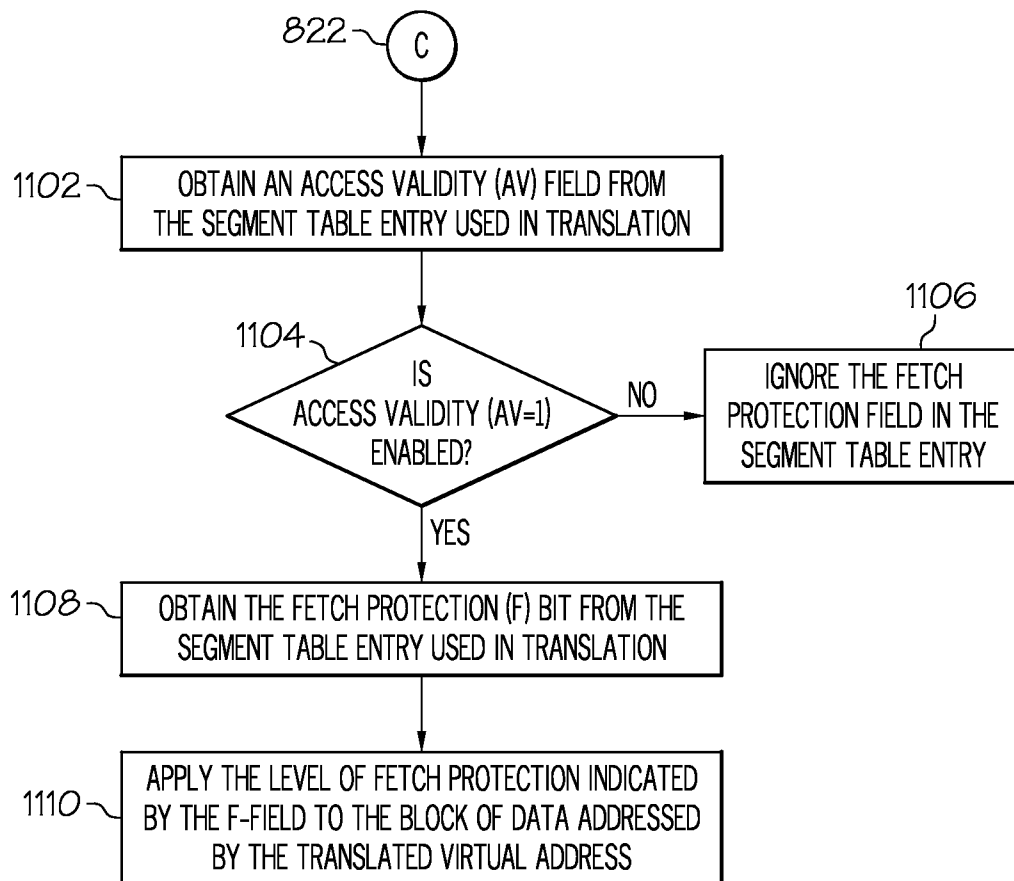 822
C
1102
OBTAIN AN ACCESS VALIDITY (AV) FIELD FROM
THE SEGMENT TABLE ENTRY USED IN TRANSLATION
1104
IS
ACCESS VALIDITY (AV=1)
ENABLED?
NO
1106
IGNORE THE FETCH
PROTECTION FIELD IN THE
SEGMENT TABLE ENTRY
YES
1108
OBTAIN THE FETCH PROTECTION (F) BIT FROM THE
SEGMENT TABLE ENTRY USED IN TRANSLATION
1110
APPLY THE LEVEL OF FETCH PROTECTION INDICATED
BY THE F-FIELD TO THE BLOCK OF DATA ADDRESSED
BY THE TRANSLATED VIRTUAL ADDRESS